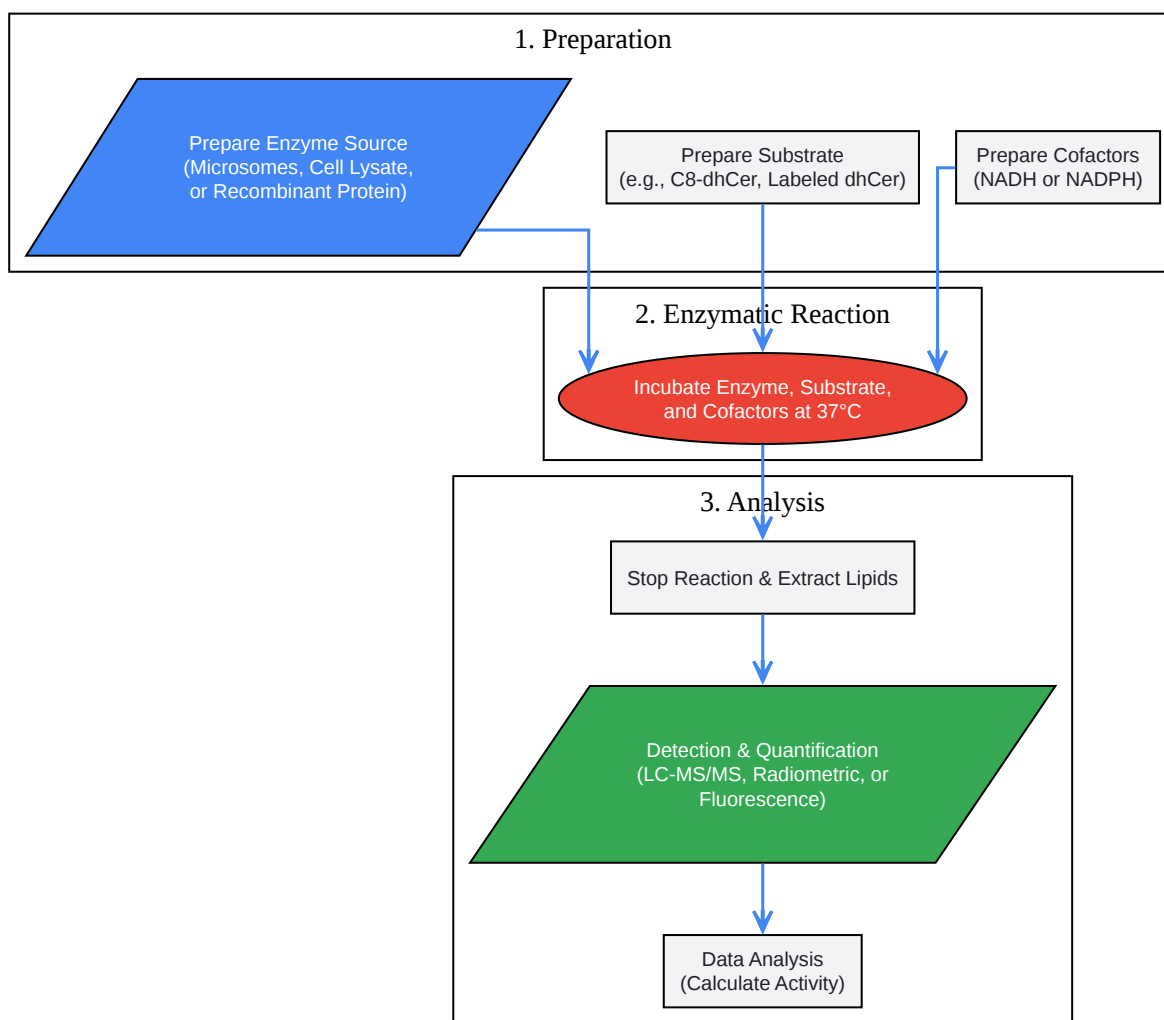 1. Preparation
Prepare Enzyme Source
(Microsomes, Cell Lysate,
or Recombinant Protein)
Prepare Substrate
(e.g., C8-dhCer, Labeled dhCer)
Prepare Cofactors
(NADH or NADPH)
2. Enzymatic Reaction
Incubate Enzyme, Substrate,
and Cofactors at 37°C
3. Analysis
Stop Reaction & Extract Lipids
Detection & Quantification
(LC-MS/MS, Radiometric, or
Fluorescence)
Data Analysis
(Calculate Activity)